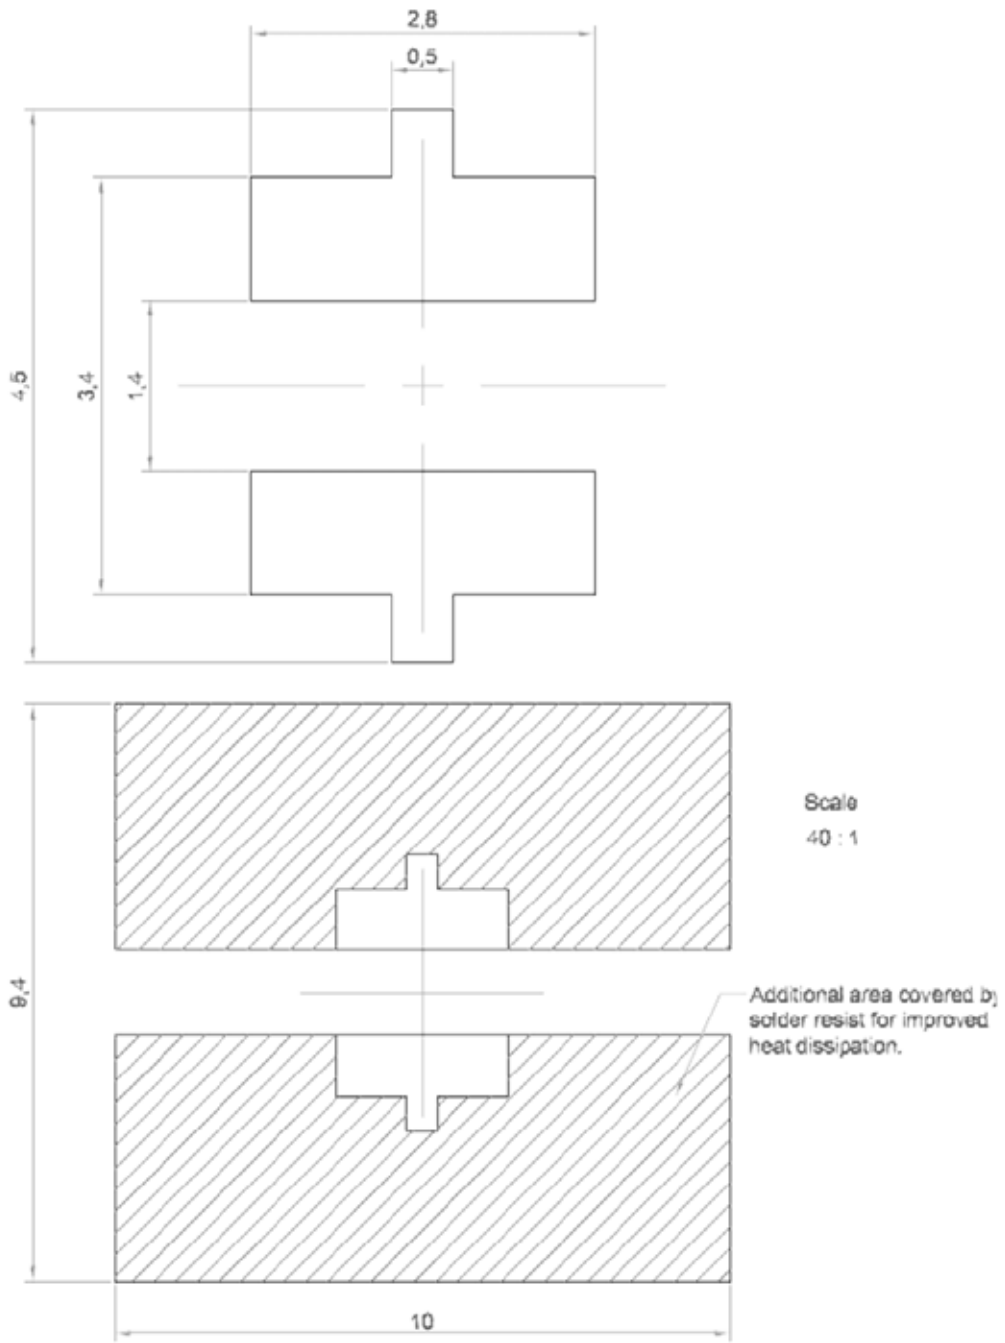 2,8
0,5
4,5
3,4
1,4
Scale
40 : 1
9,4
Additional area covered by
solder resist for improved
heat dissipation.
10